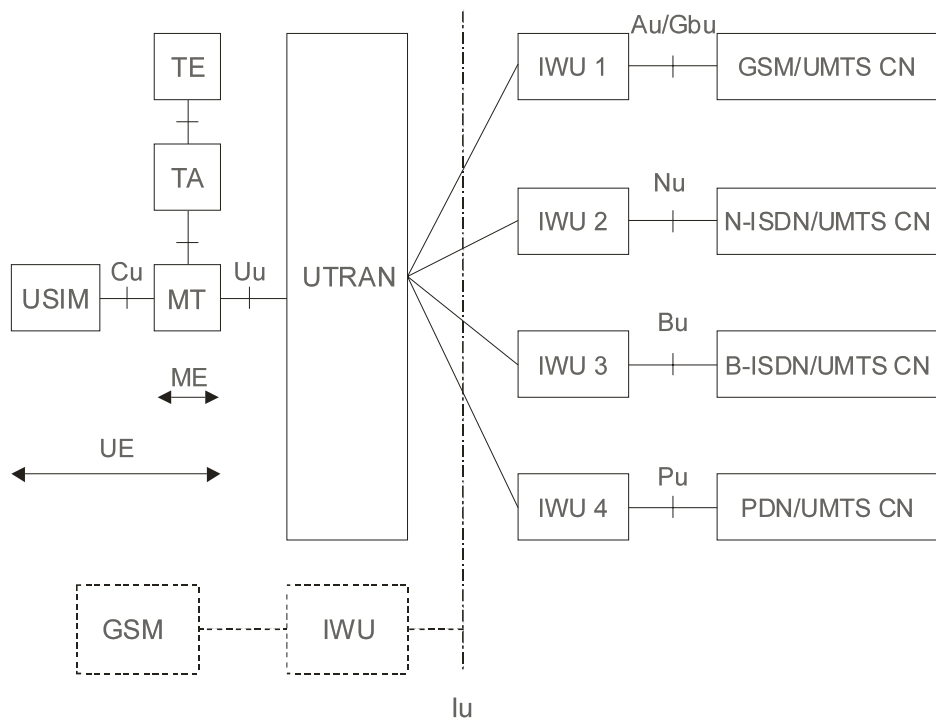 Au/Gbu
TE
IWU 1
GSM/UMTS CN
TA
Nu
IWU 2
N-ISDN/UMTS CN
Cu
Uu
UTRAN
USIM
MT
Bu
IWU 3
B-ISDN/UMTS CN
ME
UE
Pu
IWU 4
PDN/UMTS CN
GSM
IWU
Iu